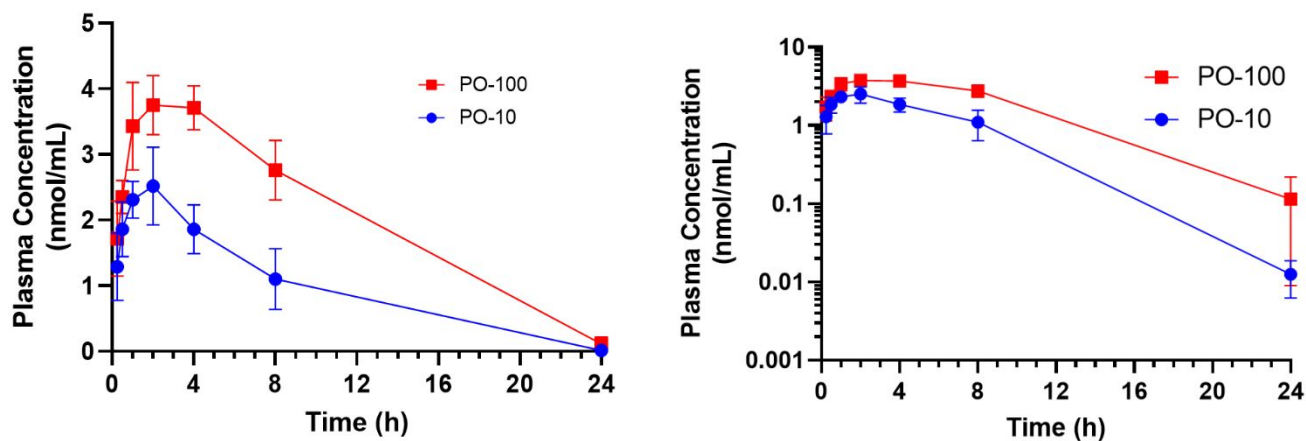 5
4
3
2
1
0
Plasma Concentration
(nmol/mL)
PO-100
PO-10
0 4 8 12 16 20 24
Time (h)
10
1
0.1
0.01
0.001
Plasma Concentration
(nmol/mL)
PO-100
PO-10
0 4 8 12 16 20 24
Time (h)